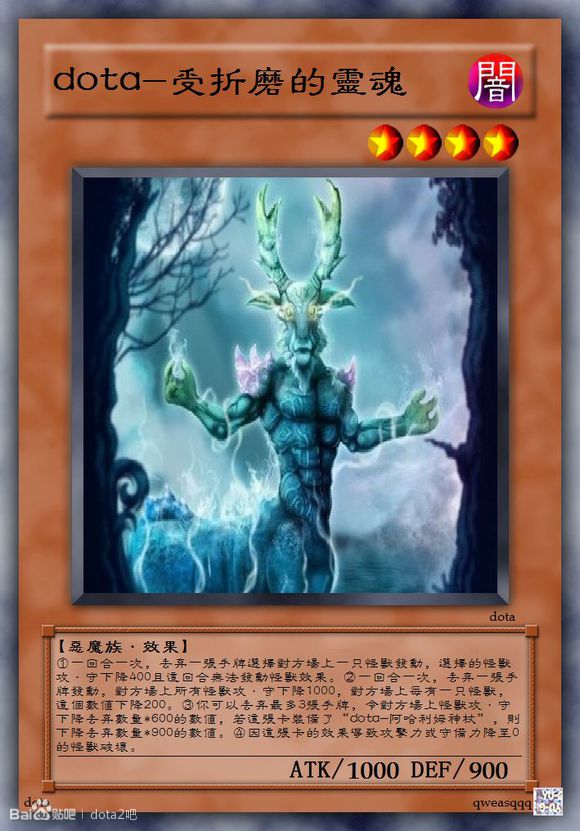 dota-受折磨的靈魂
闇
dota
【惡魔族・效果】
①一回合一次，丟弃一張手牌選擇對方場上一只怪獸發動，選擇的怪獸
攻・守下降400且這回合無法發動怪獸效果。②一回合一次，丟弃一張手
牌發動，對方場上所有怪獸攻・守下降1000，對方場上每有一只怪獸，
這個數值下降200。③你可以丟弃最多3張手牌，令對方場上怪獸攻・守
下降丟弃數量*600的數值，若這張卡裝備了“dota-阿哈利姆神杖”，則
下降丟弃數量*900的數值。④因這張卡的效果導致攻擊力或守備力降至0
的怪獸破壞。
ATK/1000 DEF/900
qweasqqq
Bai 贴吧 | dota2吧